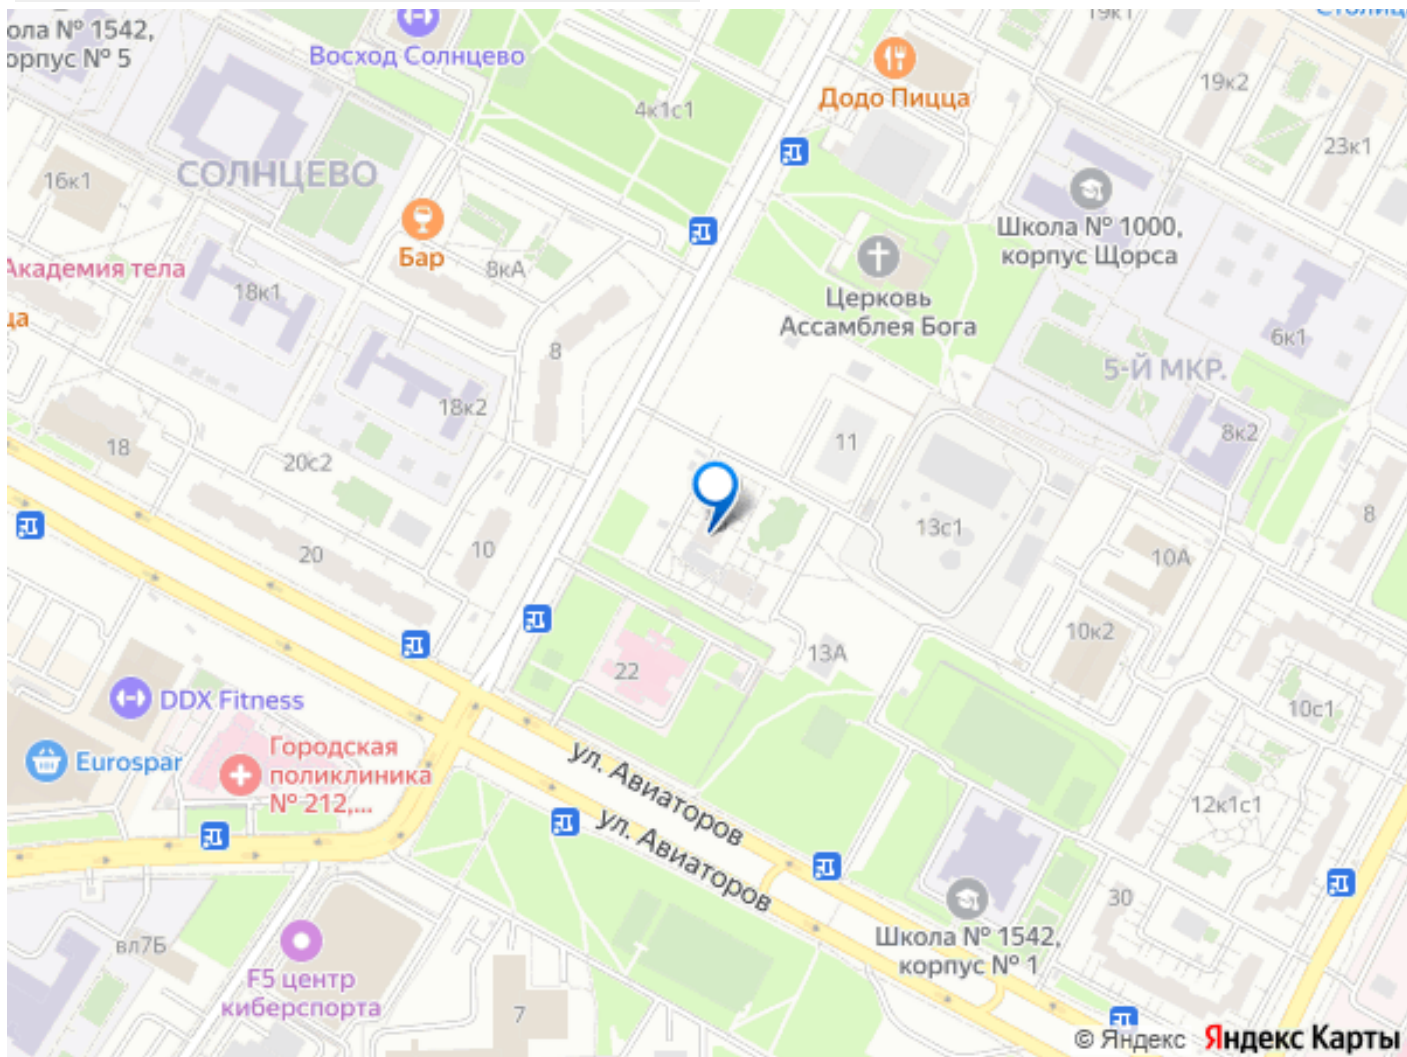 ола № 1542,
орпус № 5
Восход Солнцево
4к1с1
Додо Пицца
19к1
19к2
23к1
16к1
СОЛНЦЕВО
Бар
8кА
Школа № 1000,
корпус Щорса
Академия тела
18к1
ца
Церковь
Ассамблея Бога
6к1
8
5-Й МКР.
18к2
8к2
18
20с2
11
13с1
8
20
10
10А
10к2
13А
22
10с1
DDX Fitness
Eurospar
Городская
поликлиника
№ 212,...
ул. Авиаторов
ул. Авиаторов
12к1с1
30
Школа № 1542,
корпус № 1
вл7Б
F5 центр
киберспорта
7
© Яндекс Яндекс Карты